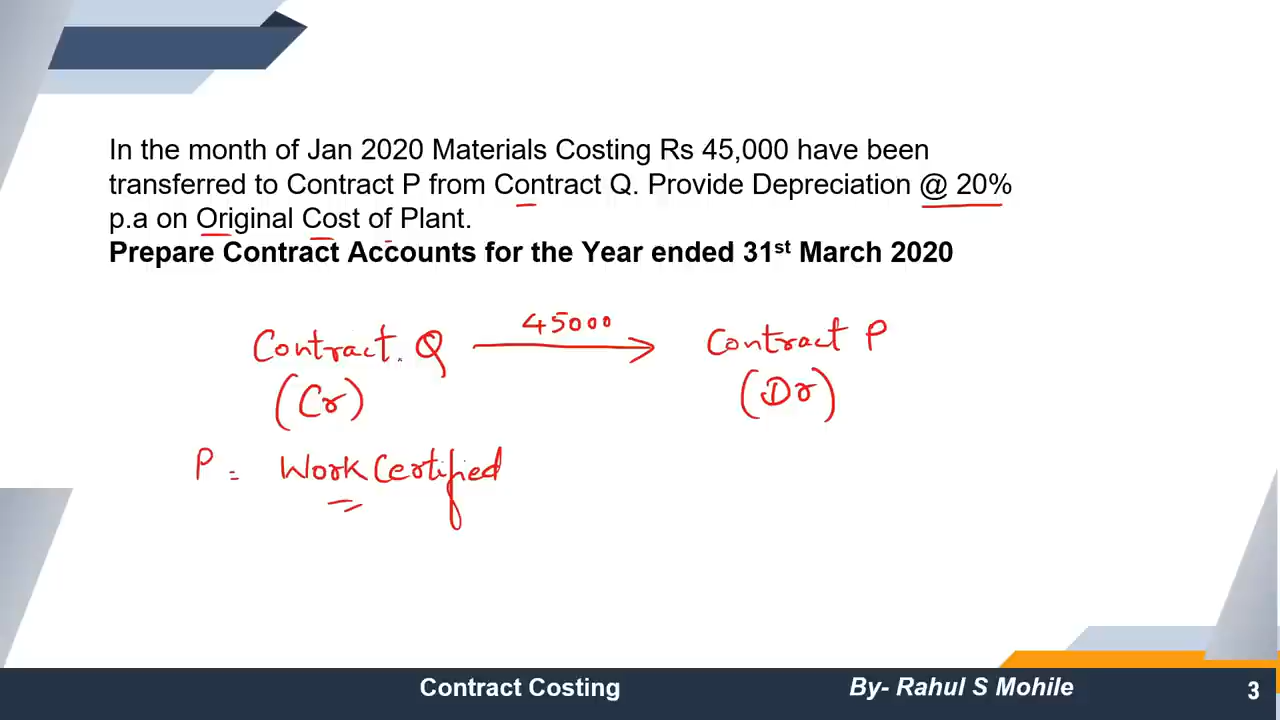 In the month of Jan 2020 Materials Costing Rs 45,000 have been
transferred to Contract P from Contract Q. Provide Depreciation @ 20%
p.a on Original Cost of Plant.
Prepare Contract Accounts for the Year ended 31st March 2020
Contract. Q 45000 Contract P
(Cr) (Dr)
P = Work Certified
Contract Costing By- Rahul S Mohile 3